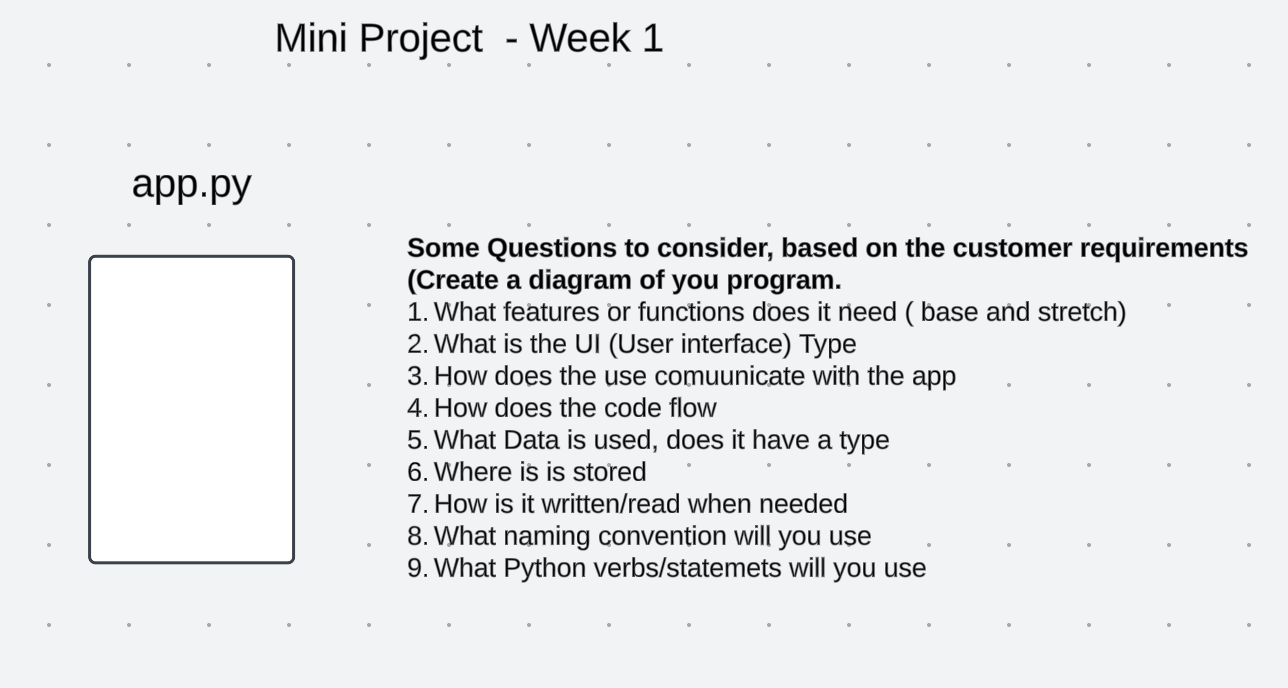 Mini Project  - Week 1
app.py
Some Questions to consider, based on the customer requirements
(Create a diagram of you program.
1. What features or functions does it need ( base and stretch)
2. What is the UI (User interface) Type
3. How does the use comuunicate with the app
4. How does the code flow
5. What Data is used, does it have a type
6. Where is is stored
7. How is it written/read when needed
8. What naming convention will you use
9. What Python verbs/statemets will you use